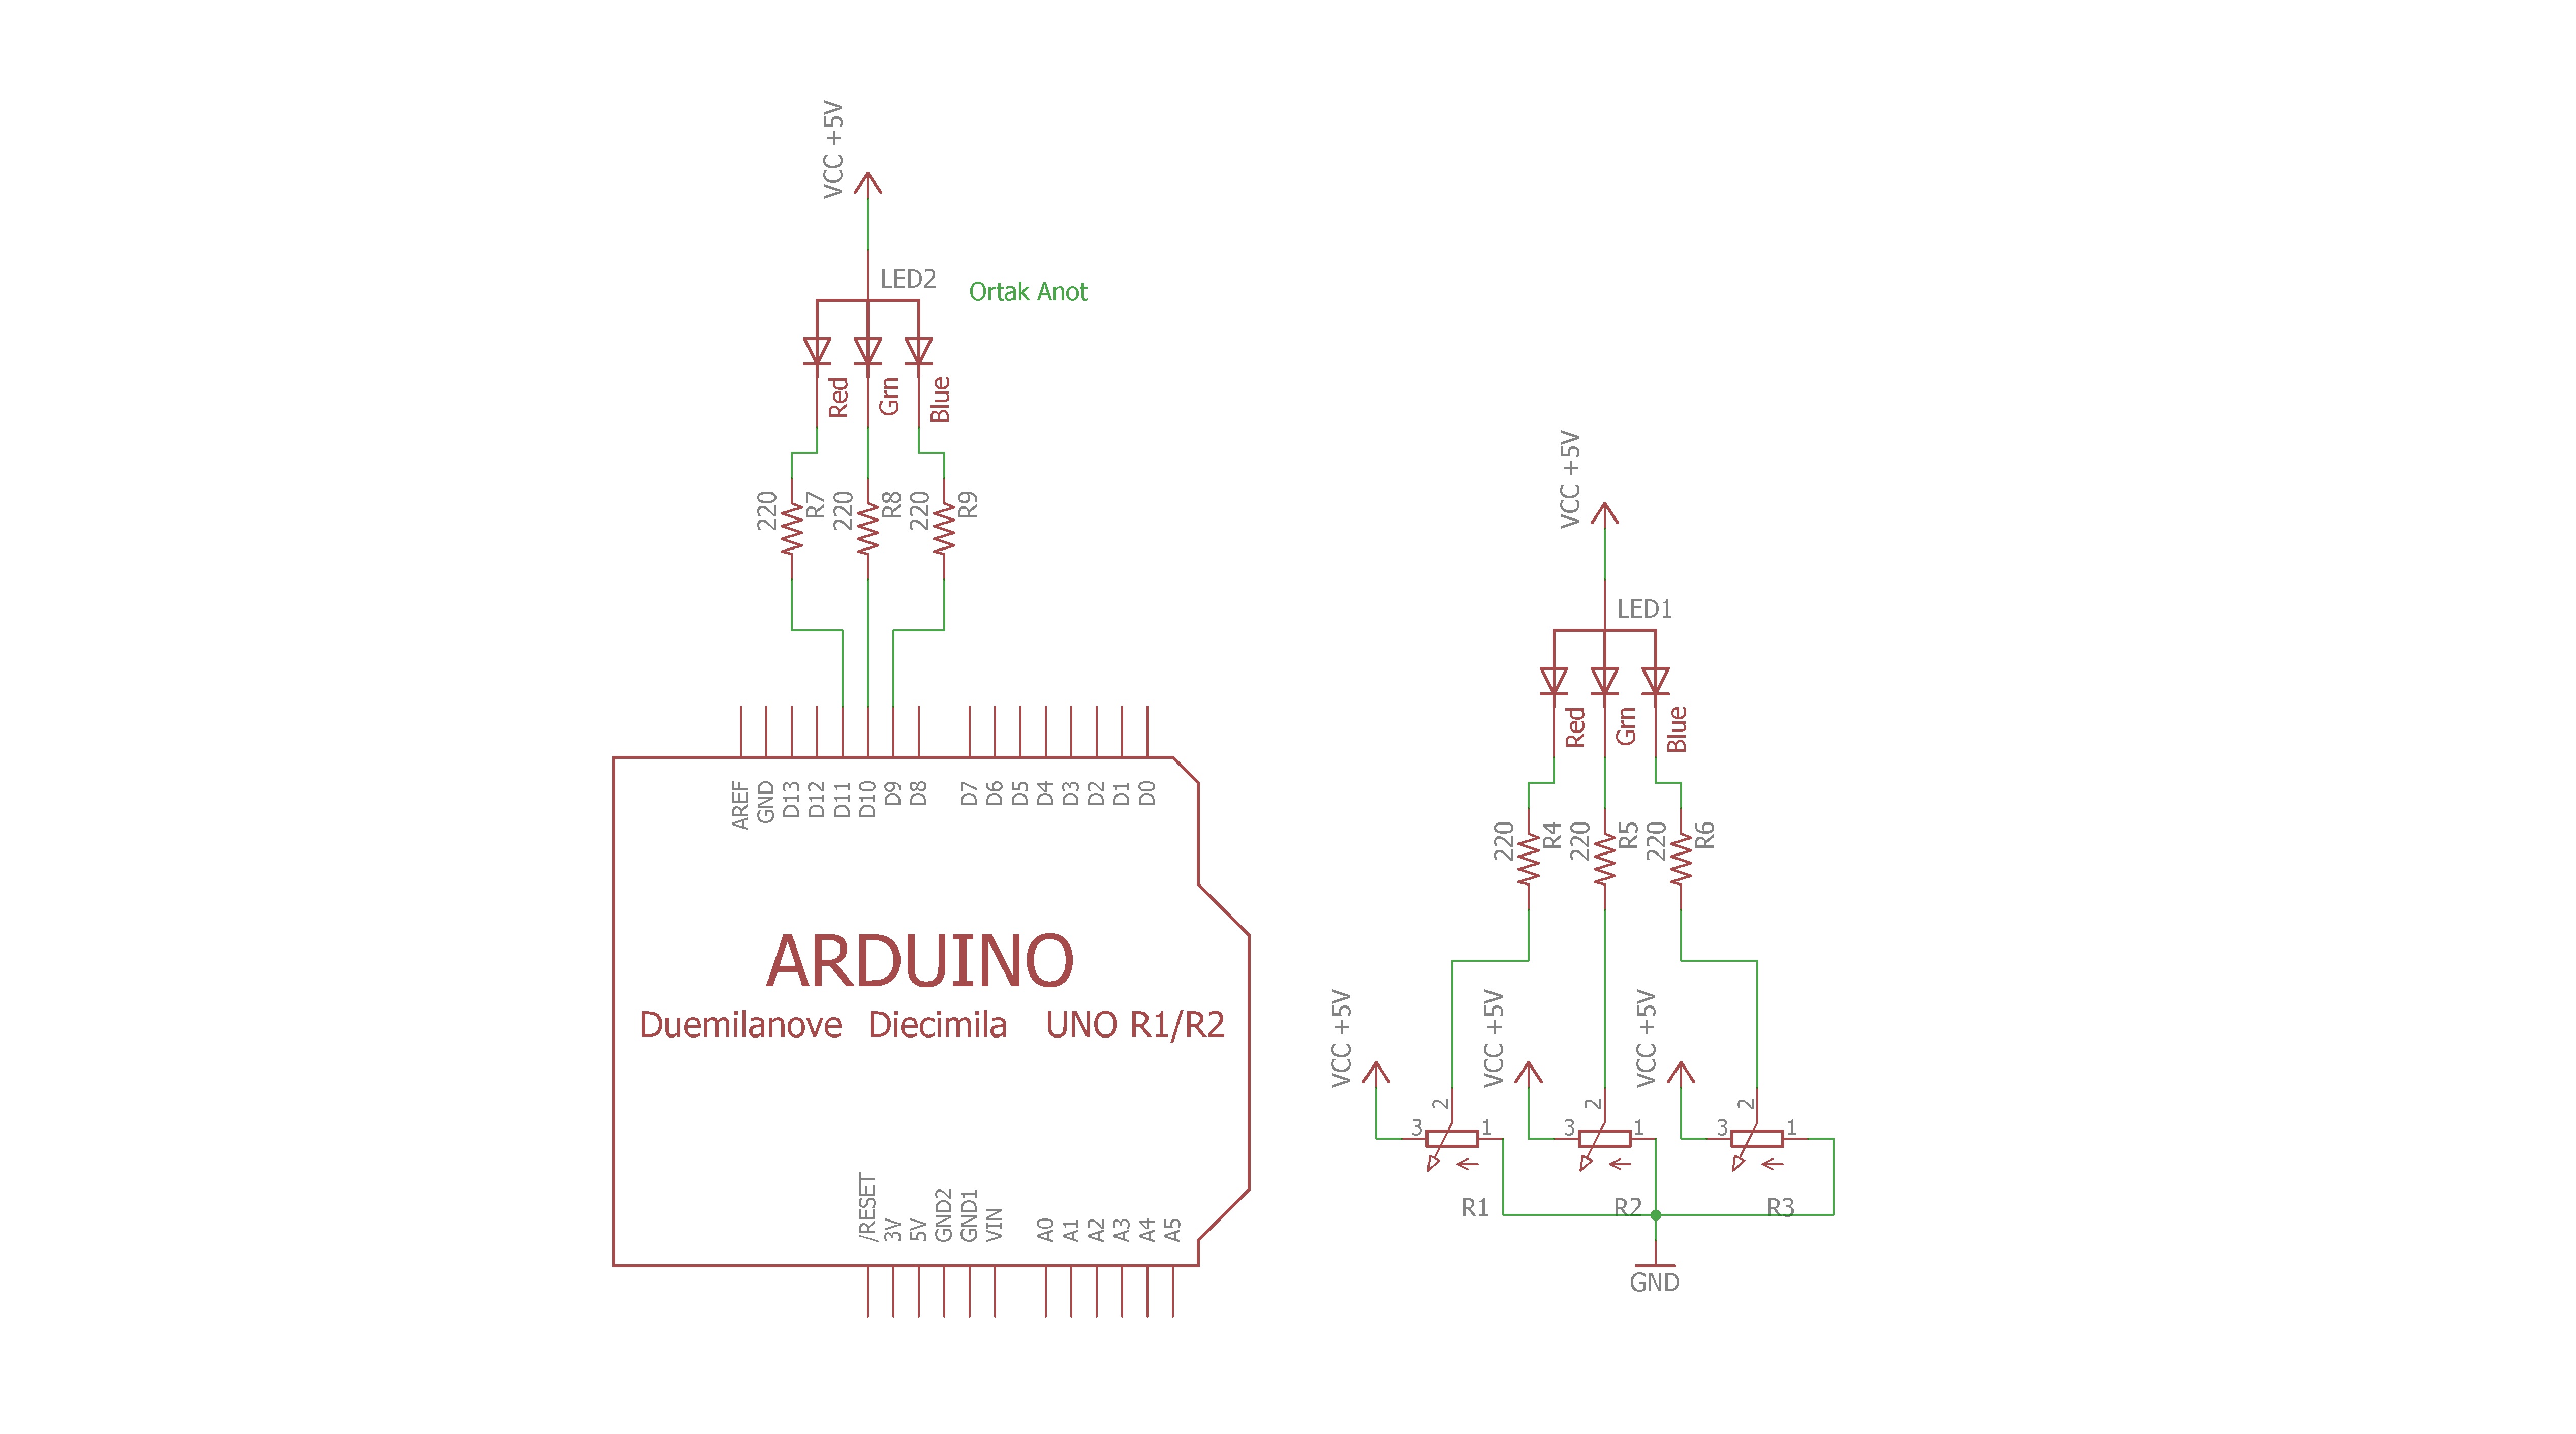 VCC +5V
LED2
Ortak Anot
Red
Grn
Blue
220
R7
220
R8
220
R9
AREF
GND
D13
D12
D11
D10
D9
D8
D7
D6
D5
D4
D3
D2
D1
D0
ARDUINO
Duemilanove Diecimila UNO R1/R2
/RESET
3V
5V
GND2
GND1
VIN
A0
A1
A2
A3
A4
A5
VCC +5V
LED1
Red
Grn
Blue
220
R4
220
R5
220
R6
VCC +5V
VCC +5V
VCC +5V
3
2
1
3
2
1
3
2
1
R1
R2
R3
GND